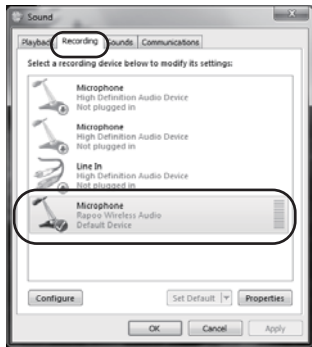 Sound
Playback Recording Sounds Communications
Select a recording device below to modify its settings:
Microphone
High Definition Audio Device
Not plugged in
Microphone
High Definition Audio Device
Not plugged in
Line In
High Definition Audio Device
Not plugged in
Microphone
Rapoo Wireless Audio
Default Device
Configure Set Default Properties
OK Cancel Apply